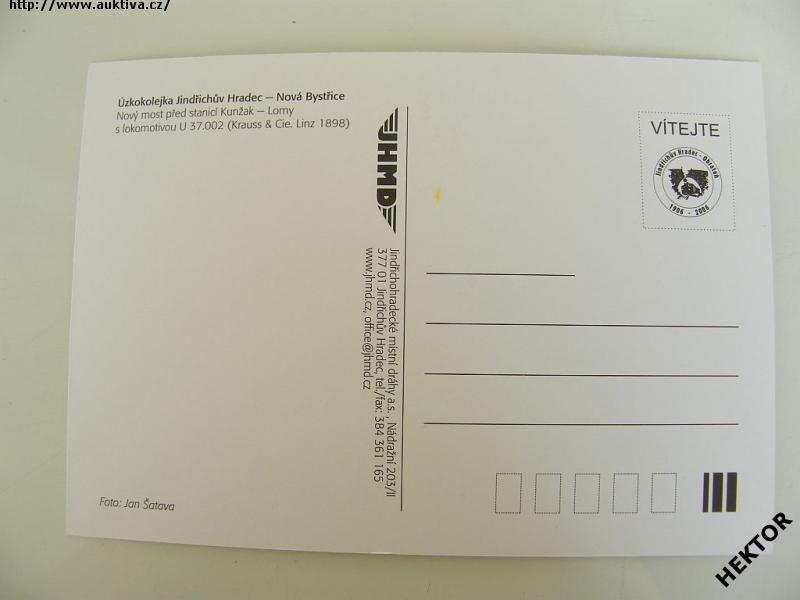 http://www.auktiva.cz/
Úzkokolejka Jindřichův Hradec – Nová Bystřice
Nový most před stanicí Kunžak – Lomy
s lokomotivou U 37.002 (Krauss & Cie. Linz 1898)
JHMD
Jindřichohradecké místní dráhy a.s., Nádražní 203/II
377 01 Jindřichův Hradec, tel./fax: 384 361 165
www.jhmd.cz, office@jhmd.cz
VÍTEJTE
Jindřichův Hradec - Obrataň
1906 - 2006
Foto: Jan Šatava
HEKTOR